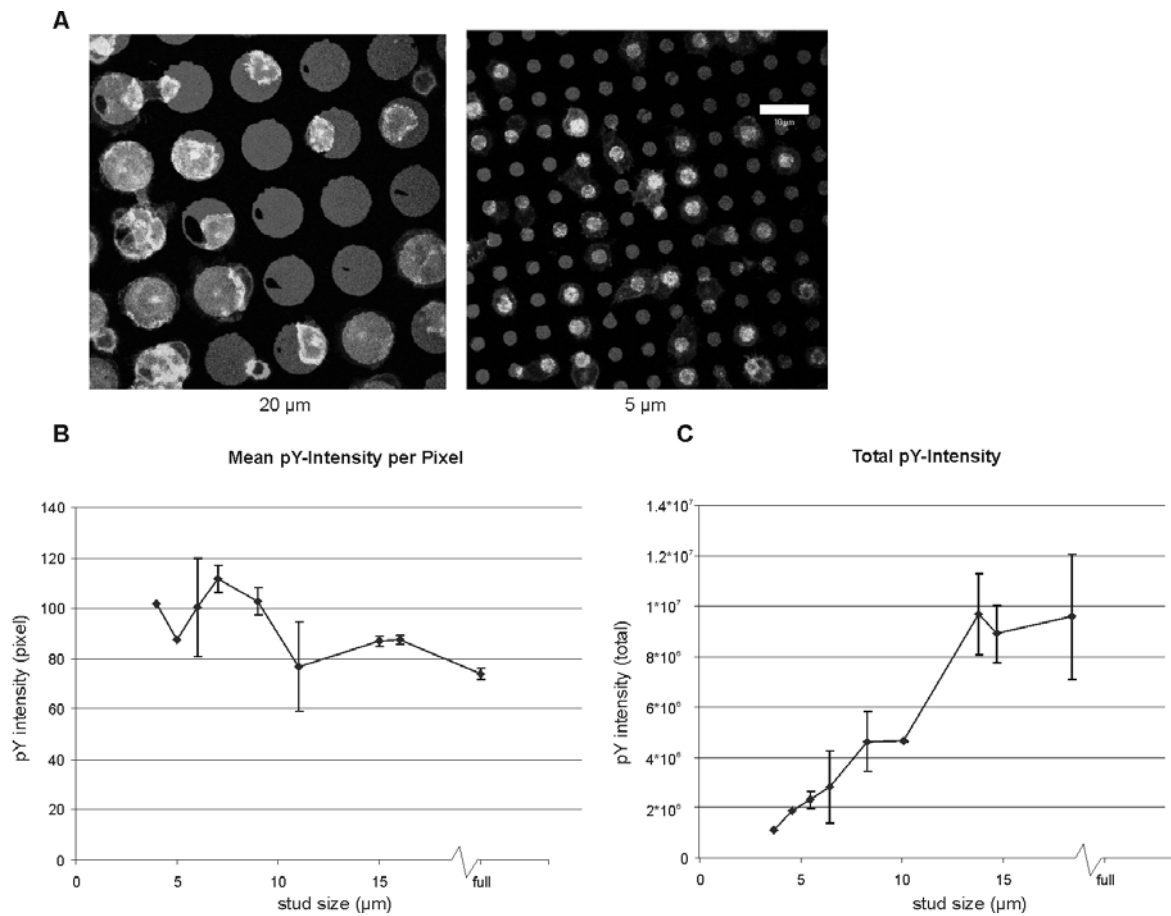 A
10µm
20 µm
5 µm
B
Mean pY-Intensity per Pixel
pY intensity (pixel)
140
120
100
80
60
40
20
0
0
5
10
15
full
stud size (µm)
C
Total pY-Intensity
pY intensity (total)
1.4*10⁷
1.2*10⁷
1*10⁷
8*10⁶
6*10⁶
4*10⁶
2*10⁶
0
0
5
10
15
full
stud size (µm)